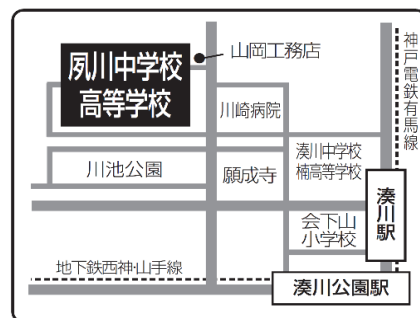 夙川中学校
高等学校
山岡工務店
神戸電鉄有馬線
川崎病院
湊川中学校
楠高等学校
川池公園
願成寺
湊川駅
会下山
小学校
地下鉄西神・山手線
湊川公園駅